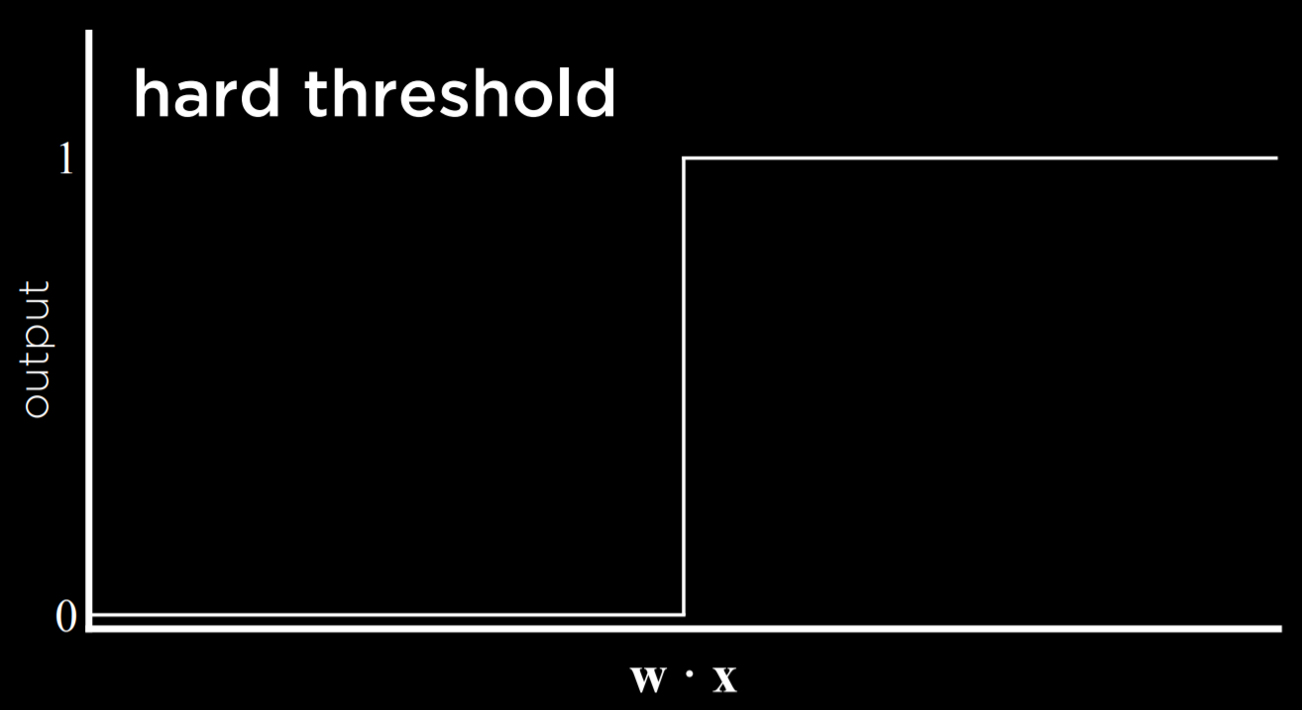 hard threshold
1
output
0
w · x